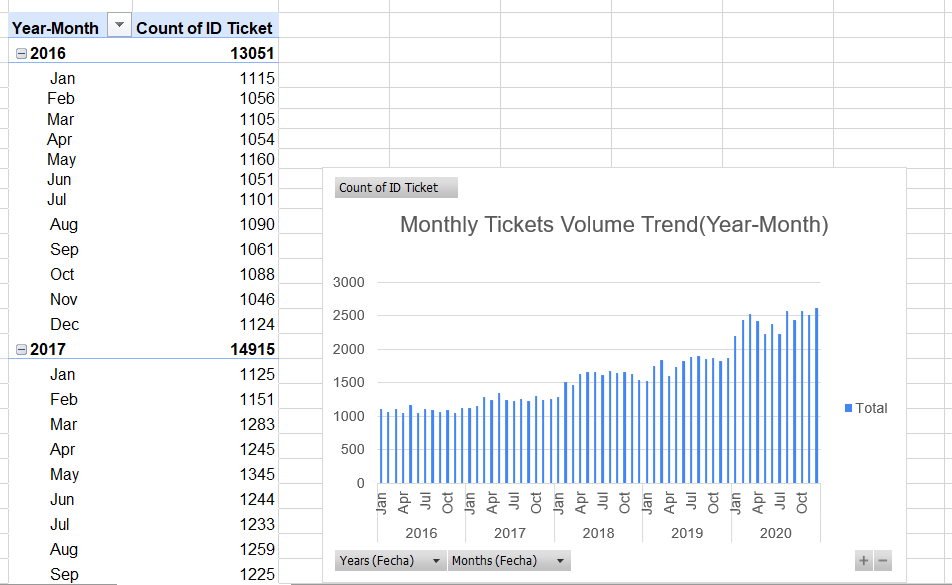 Year-Month Count of ID Ticket
2016 13051
Jan 1115
Feb 1056
Mar 1105
Apr 1054
May 1160
Jun 1051
Jul 1101
Aug 1090
Sep 1061
Oct 1088
Nov 1046
Dec 1124
2017 14915
Jan 1125
Feb 1151
Mar 1283
Apr 1245
May 1345
Jun 1244
Jul 1233
Aug 1259
Sep 1225
Count of ID Ticket
Monthly Tickets Volume Trend(Year-Month)
3000
2500
2000
1500
1000
500
0
Jan Apr Jul Oct Jan Apr Jul Oct Jan Apr Jul Oct Jan Apr Jul Oct Jan Apr Jul Oct
2016 2017 2018 2019 2020
Total
Years (Fecha) Months (Fecha)